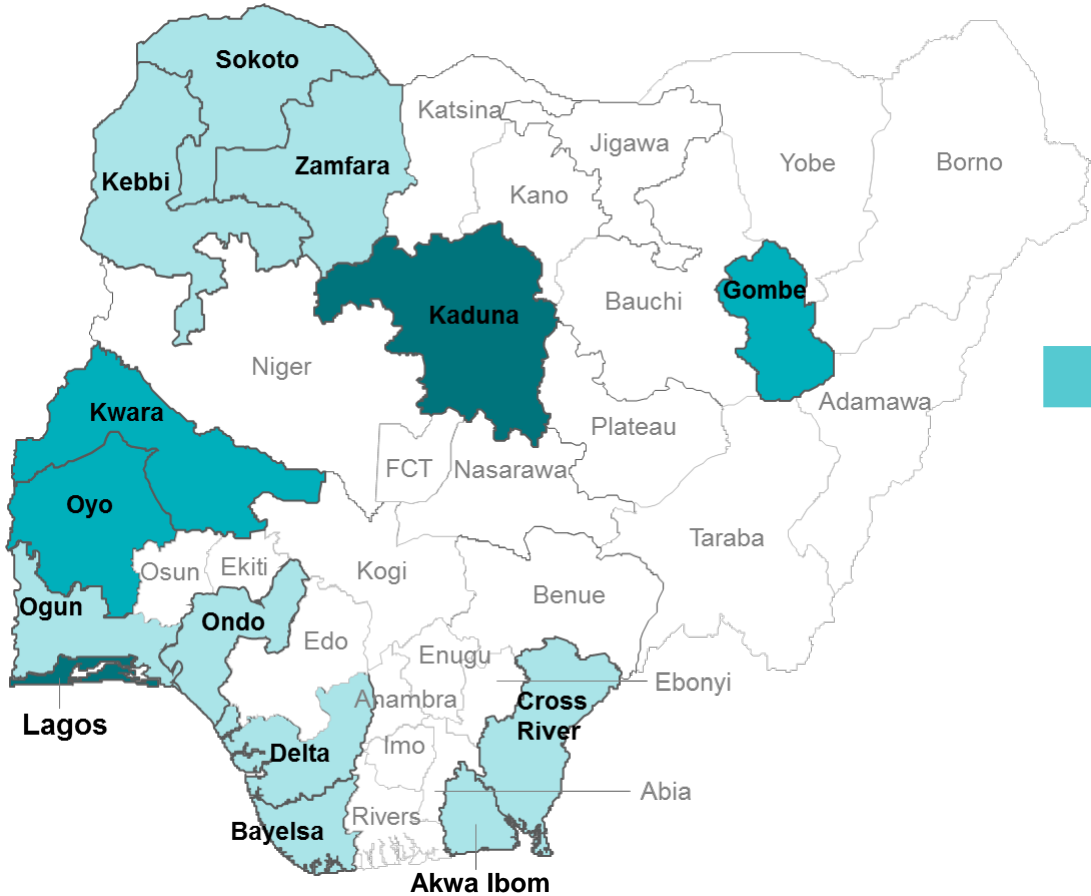 Sokoto
Katsina
Jigawa
Yobe
Borno
Kebbi
Zamfara
Kano
Gombe
Bauchi
Kaduna
Niger
Adamawa
Kwara
Plateau
FCT
Nasarawa
Oyo
Taraba
Osun
Ekiti
Kogi
Benue
Ogun
Ondo
Edo
Enugu
Ebonyi
Anambra
Cross
River
Lagos
Delta
Imo
Abia
Rivers
Bayelsa
Akwa Ibom